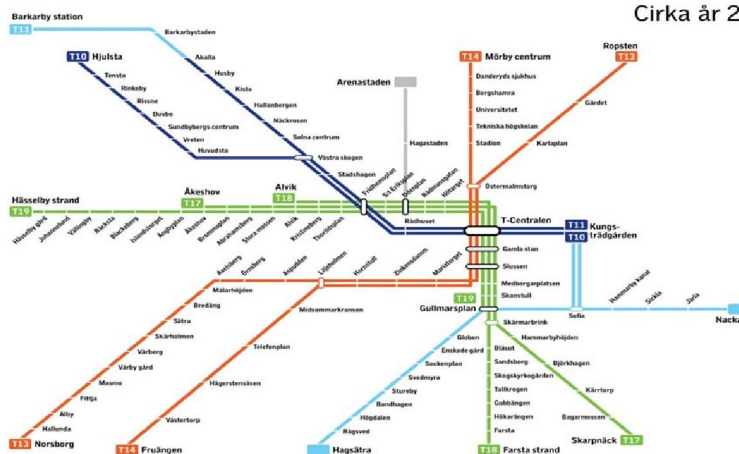 Cirka år 2
Barkarby station
T11
Barkarbystaden
T10 Hjulsta
Akalla
Husby
Kista
Hallonbergen
Näckrosen
Solna centrum
Tensta
Rinkeby
Rissne
Duvbo
Sundbybergs centrum
Vreten
Huvudsta
Västra skogen
Stadshagen
Arenastaden
Hagastaden
T14
Mörby centrum
Danderyds sjukhus
Bergshamra
Universitetet
Tekniska högskolan
Stadion
Ropsten
T13
Gärdet
Karlaplan
Östermalmstorg
Hässelby strand
T19
Åkeshov
T17
Alvik
T18
Hässelby gård
Johannelund
Vällingby
Råcksta
Blackeberg
Islandstorget
Ängbyplan
Åkeshov
Brommaplan
Abrahamsberg
Stora mossen
Alvik
Kristineberg
Thorildsplan
Fridhemsplan
S:t Eriksplan
Odenplan
Rådmansgatan
Hötorget
Rådhuset
T-Centralen
T11
T10
Kungs-
trädgården
Gamla stan
Slussen
Medborgarplatsen
Skanstull
T19
Gullmarsplan
Skärmarbrink
Axelsberg
Örnsberg
Aspudden
Liljeholmen
Hornstull
Zinkensdamm
Mariatorget
Mälarhöjden
Bredäng
Sätra
Skärholmen
Vårberg
Vårby gård
Masmo
Fittja
Alby
Hallunda
T13 Norsborg
Midsommarkransen
Telefonplan
Hägerstensåsen
Västertorp
T14 Fruängen
Globen
Enskede gård
Sockenplan
Svedmyra
Stureby
Bandhagen
Högdalen
Rågsved
Hagsätra
Blåsut
Sandsborg
Skogskyrkogården
Tallkrogen
Gubbängen
Hökarängen
Farsta
T18 Farsta strand
Hammarbyhöjden
Björkhagen
Kärrtorp
Bagarmossen
Skarpnäck T17
Sofia
Hammarby kanal
Sickla
Järla
Nacka